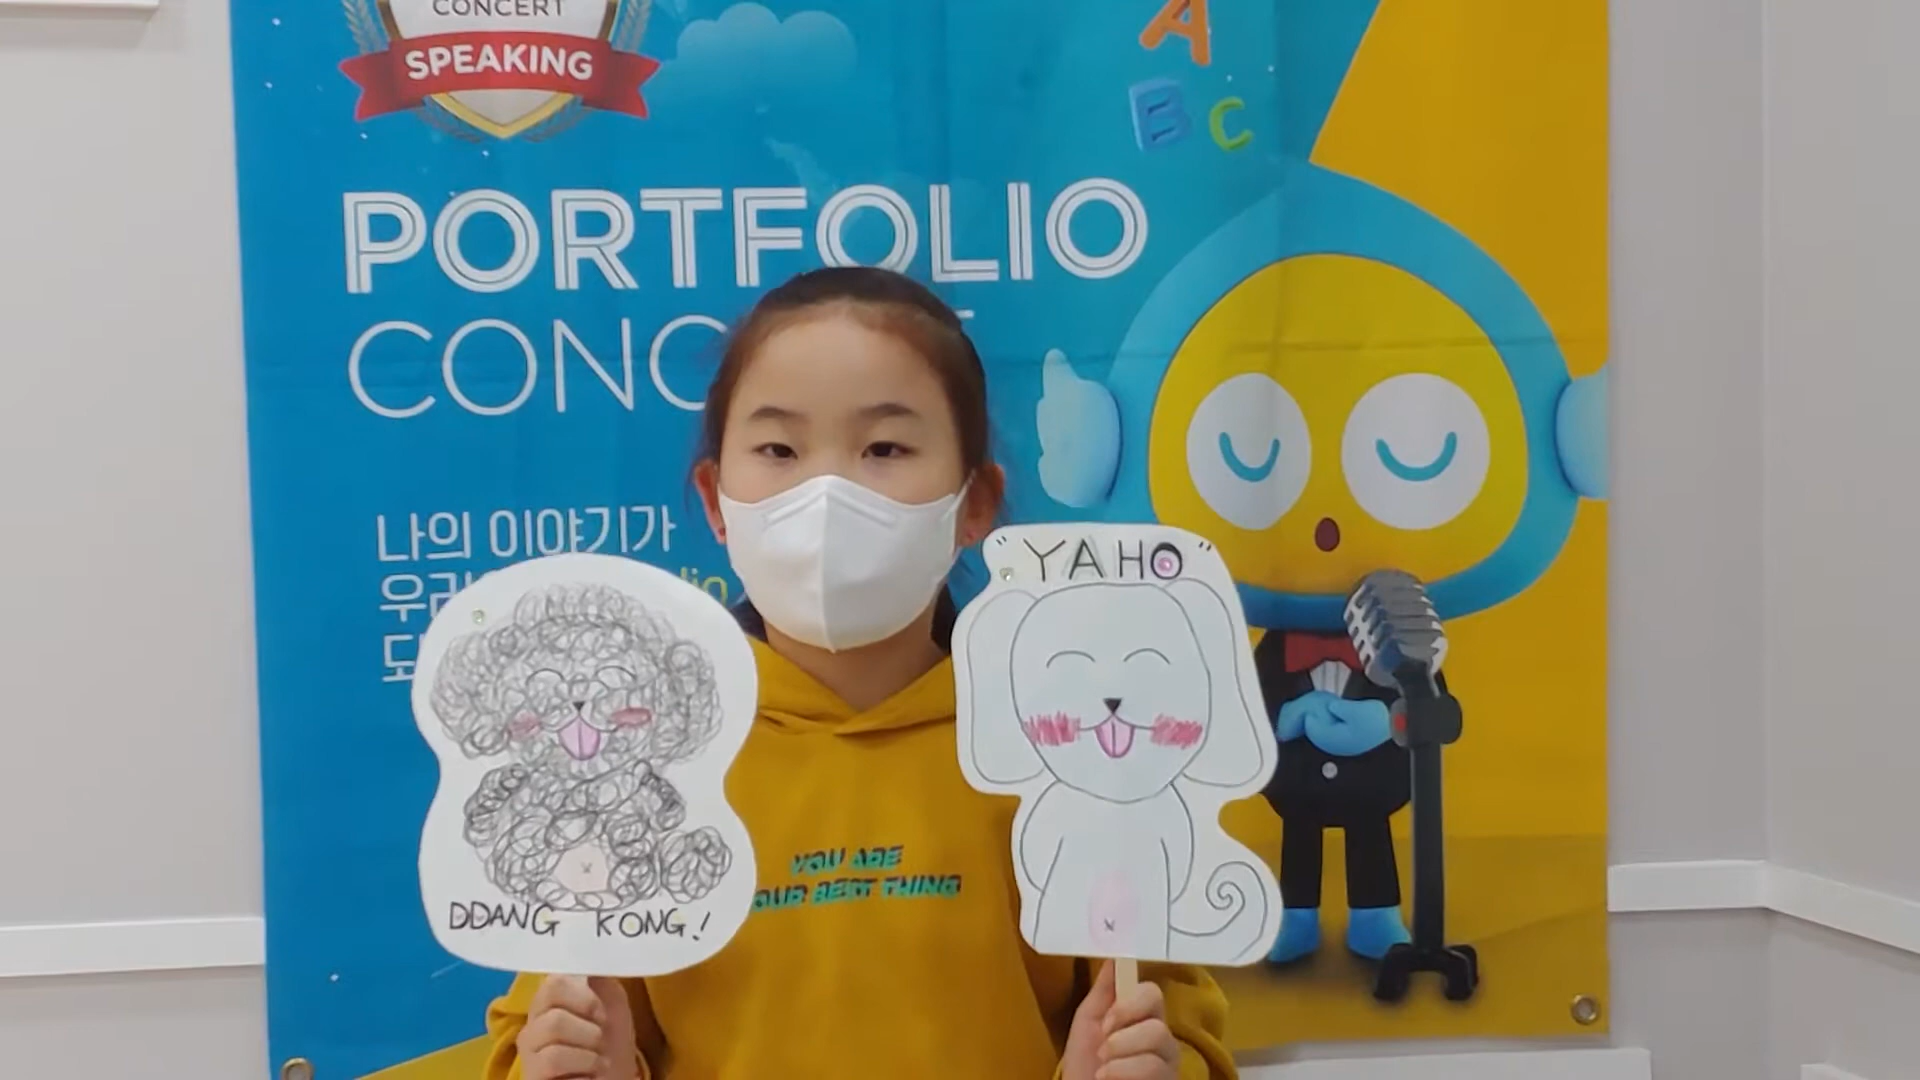 CONCERT
SPEAKING
A
B C
PORTFOLIO
CONC
나의 이야기가
우리
되
"YAHO"
YOU ARE
OUR BEST THING
DDANG KONG!